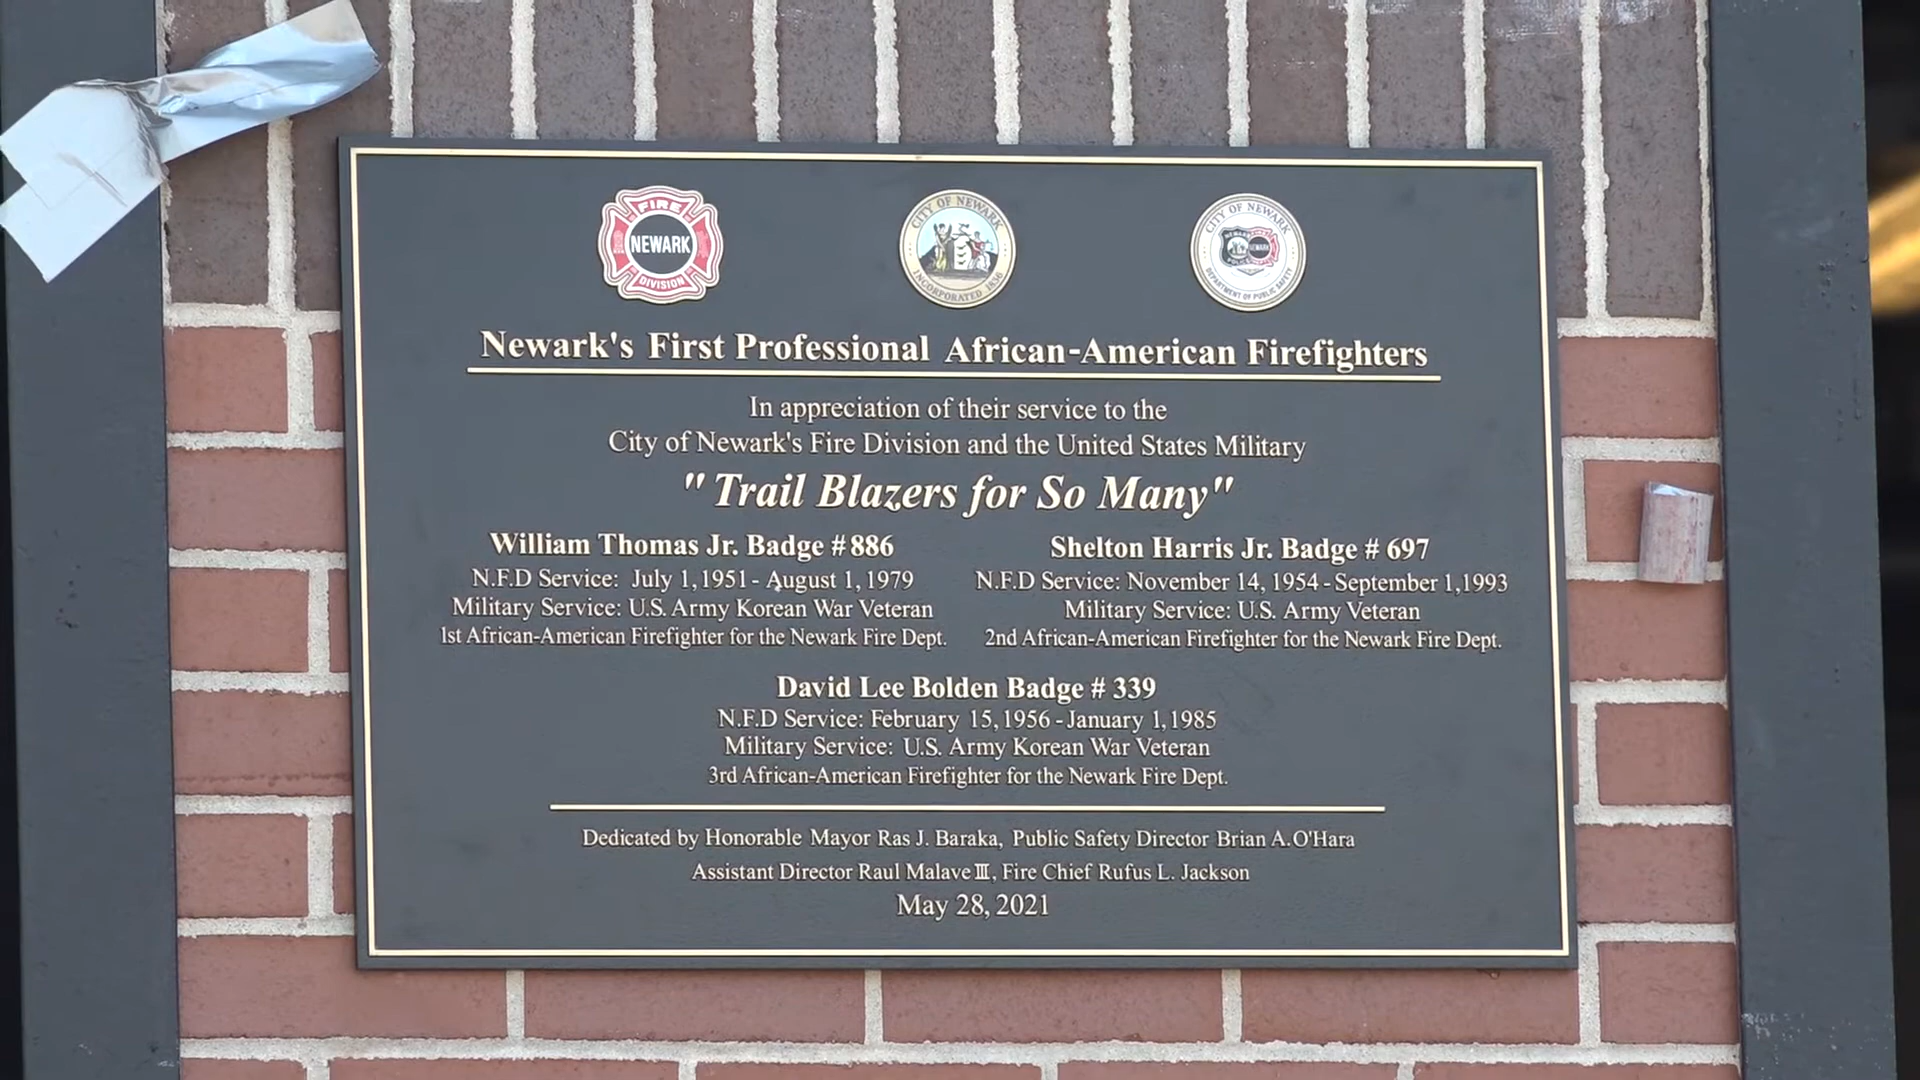 FIRE
NEWARK
DIVISION
CITY OF NEWARK
INCORPORATED 1836
CITY OF NEWARK
NEWARK
POLICE
NEWARK
DEPARTMENT OF PUBLIC SAFETY
Newark's First Professional African-American Firefighters
In appreciation of their service to the
City of Newark's Fire Division and the United States Military
"Trail Blazers for So Many"
William Thomas Jr. Badge #886
N.F.D Service: July 1, 1951 - August 1, 1979
Military Service: U.S. Army Korean War Veteran
1st African-American Firefighter for the Newark Fire Dept.
Shelton Harris Jr. Badge # 697
N.F.D Service: November 14, 1954 - September 1, 1993
Military Service: U.S. Army Veteran
2nd African-American Firefighter for the Newark Fire Dept.
David Lee Bolden Badge # 339
N.F.D Service: February 15, 1956 - January 1, 1985
Military Service: U.S. Army Korean War Veteran
3rd African-American Firefighter for the Newark Fire Dept.
Dedicated by Honorable Mayor Ras J. Baraka, Public Safety Director Brian A. O'Hara
Assistant Director Raul Malave III, Fire Chief Rufus L. Jackson
May 28, 2021